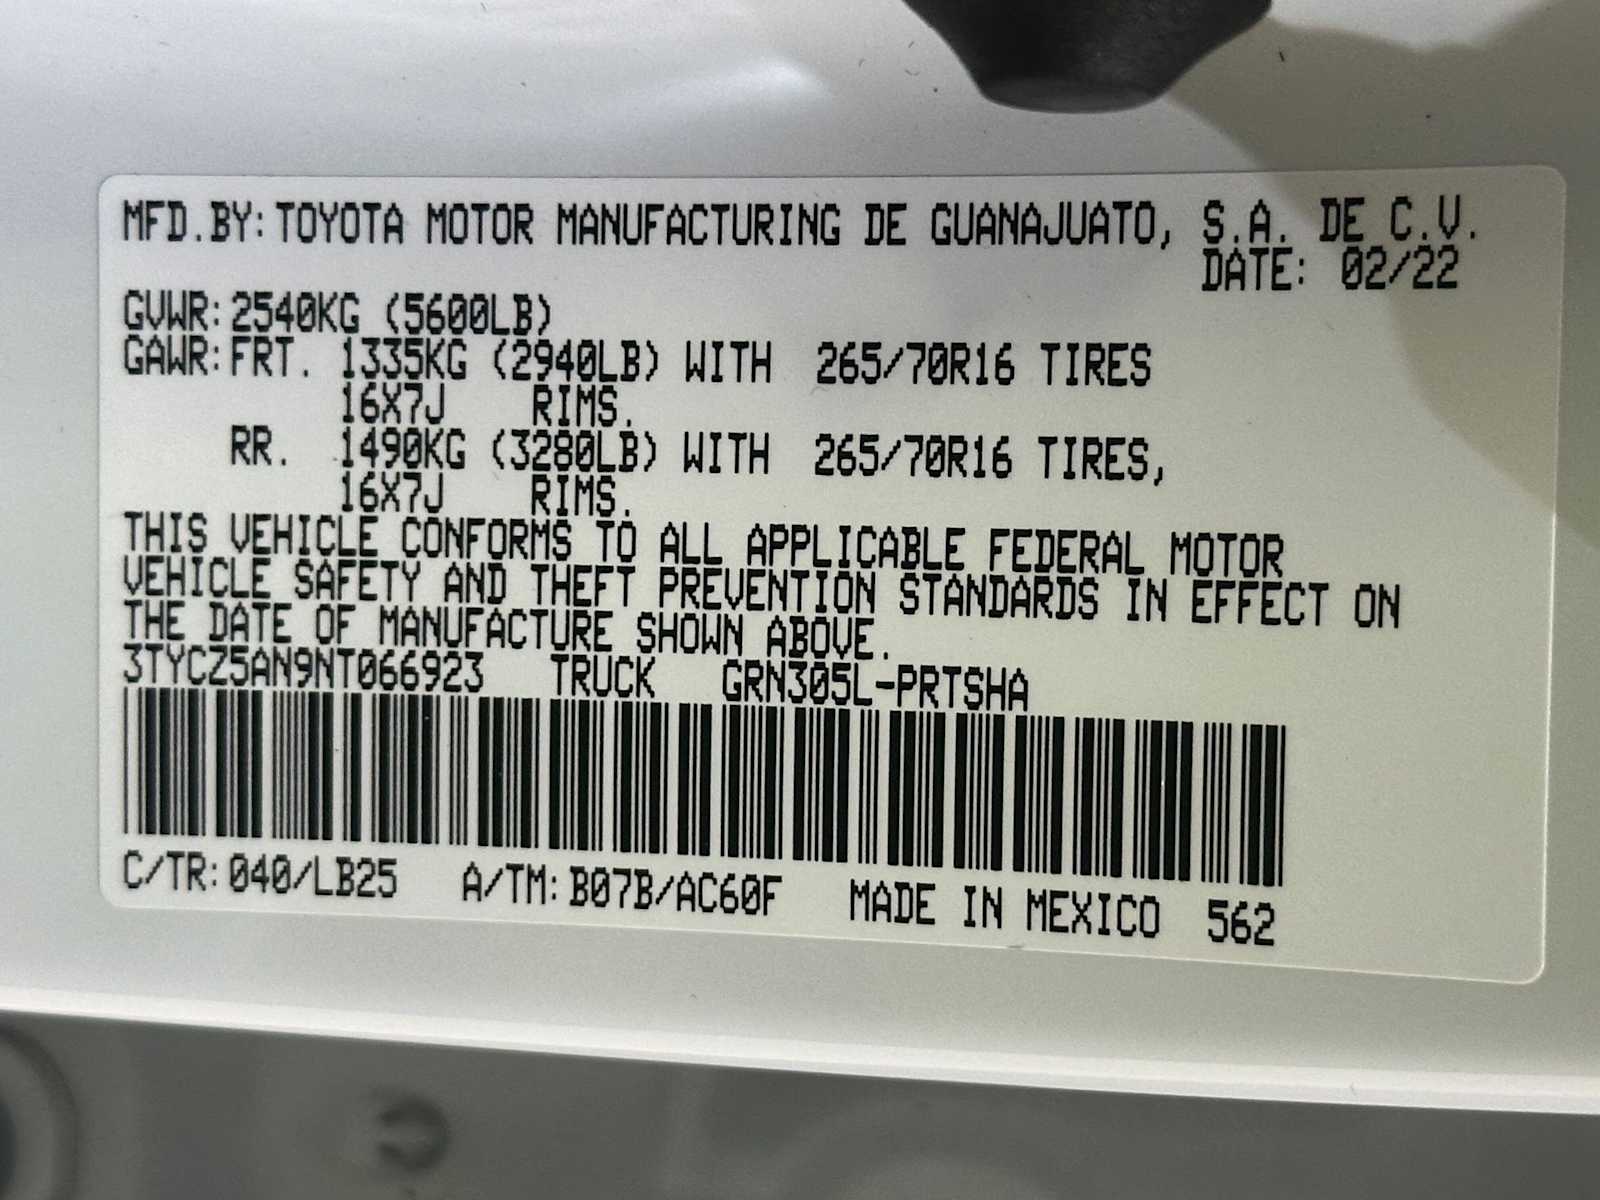 MFD.BY:TOYOTA MOTOR MANUFACTURING DE GUANAJUATO, S.A. DE C.V.
DATE: 02/22
GVWR:2540KG (5600LB)
GAWR:FRT. 1335KG (2940LB) WITH 265/70R16 TIRES
16X7J RIMS.
RR. 1490KG (3280LB) WITH 265/70R16 TIRES,
16X7J RIMS.
THIS VEHICLE CONFORMS TO ALL APPLICABLE FEDERAL MOTOR
VEHICLE SAFETY AND THEFT PREVENTION STANDARDS IN EFFECT ON
THE DATE OF MANUFACTURE SHOWN ABOVE.
3TYCZ5AN9NT066923 TRUCK GRN305L-PRTSHA
C/TR:040/LB25 A/TM:B07B/AC60F MADE IN MEXICO 562